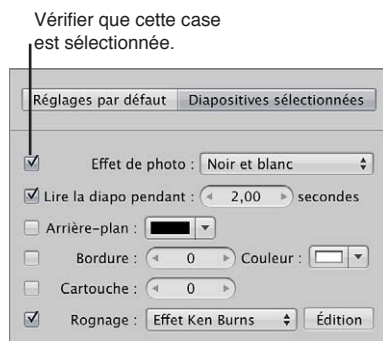 Vérifier que cette case
est sélectionnée.
Réglages par défaut Diapositives sélectionnées
Effet de photo : Noir et blanc
Lire la diapo pendant : 2,00 secondes
Arrière-plan :
Bordure : 0 Couleur :
Cartouche : 0
Rognage : Effet Ken Burns Édition